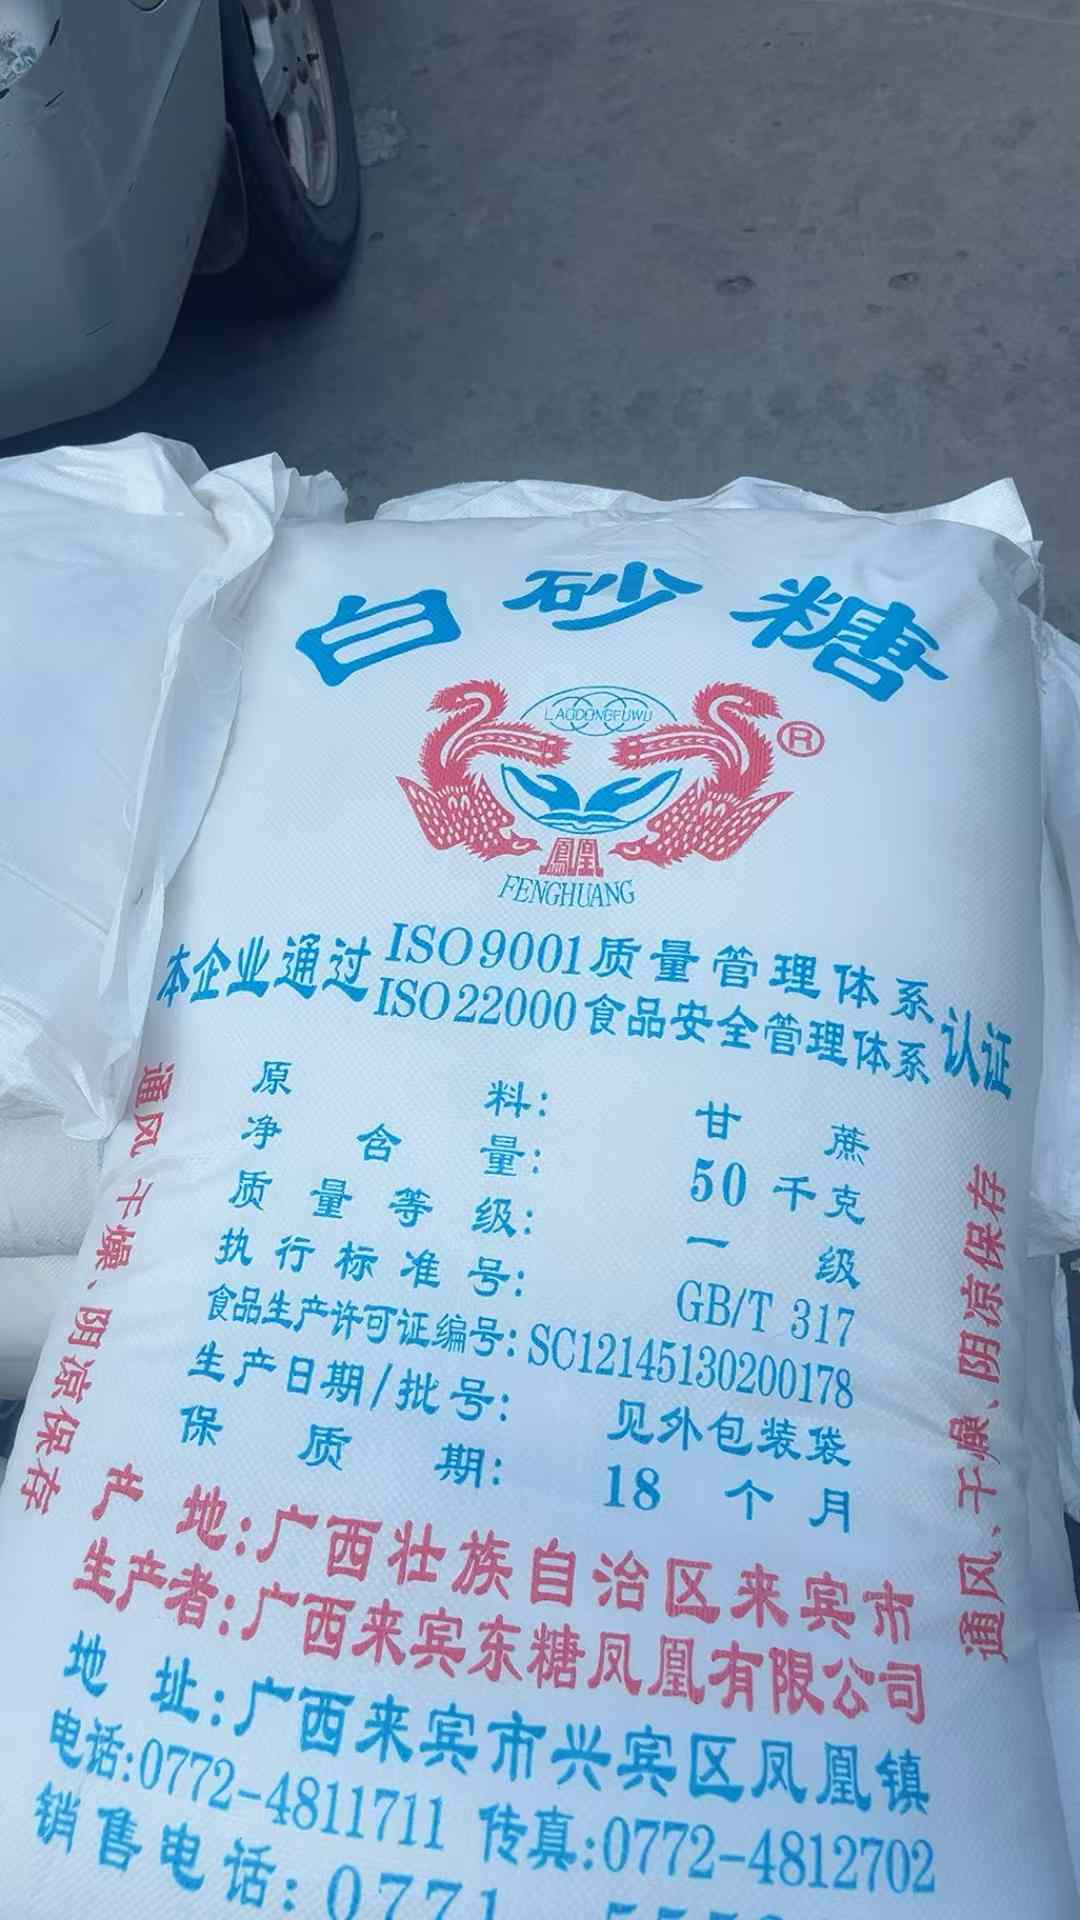 白砂糖
LAODONGFUWU
®
鳳凰
FENGHUANG
本企业通过
ISO9001质量管理体系
ISO22000食品安全管理体系
认证
原料: 甘蔗
净含量: 50千克
质量等级: 一级
执行标准号: GB/T 317
食品生产许可证编号: SC12145130200178
生产日期/批号: 见外包装袋
保质期: 18个月
通风、干燥、阴凉保存
通风、干燥、阴凉保存
产地:广西壮族自治区来宾市
生产者:广西来宾东糖凤凰有限公司
地址:广西来宾市兴宾区凤凰镇
电话:0772-4811711 传真:0772-4812702
销售电话:0771